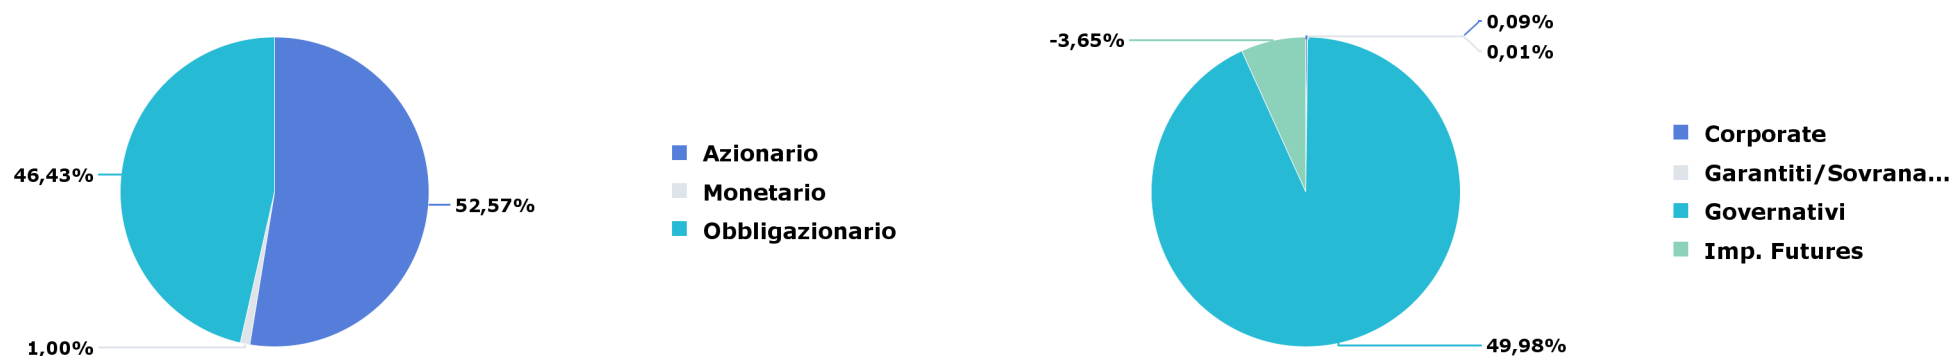 46,43%
52,57%
1,00%
Azionario
Monetario
Obbligazionario
-3,65%
0,09%
0,01%
49,98%
Corporate
Garantiti/Sovrana...
Governativi
Imp. Futures